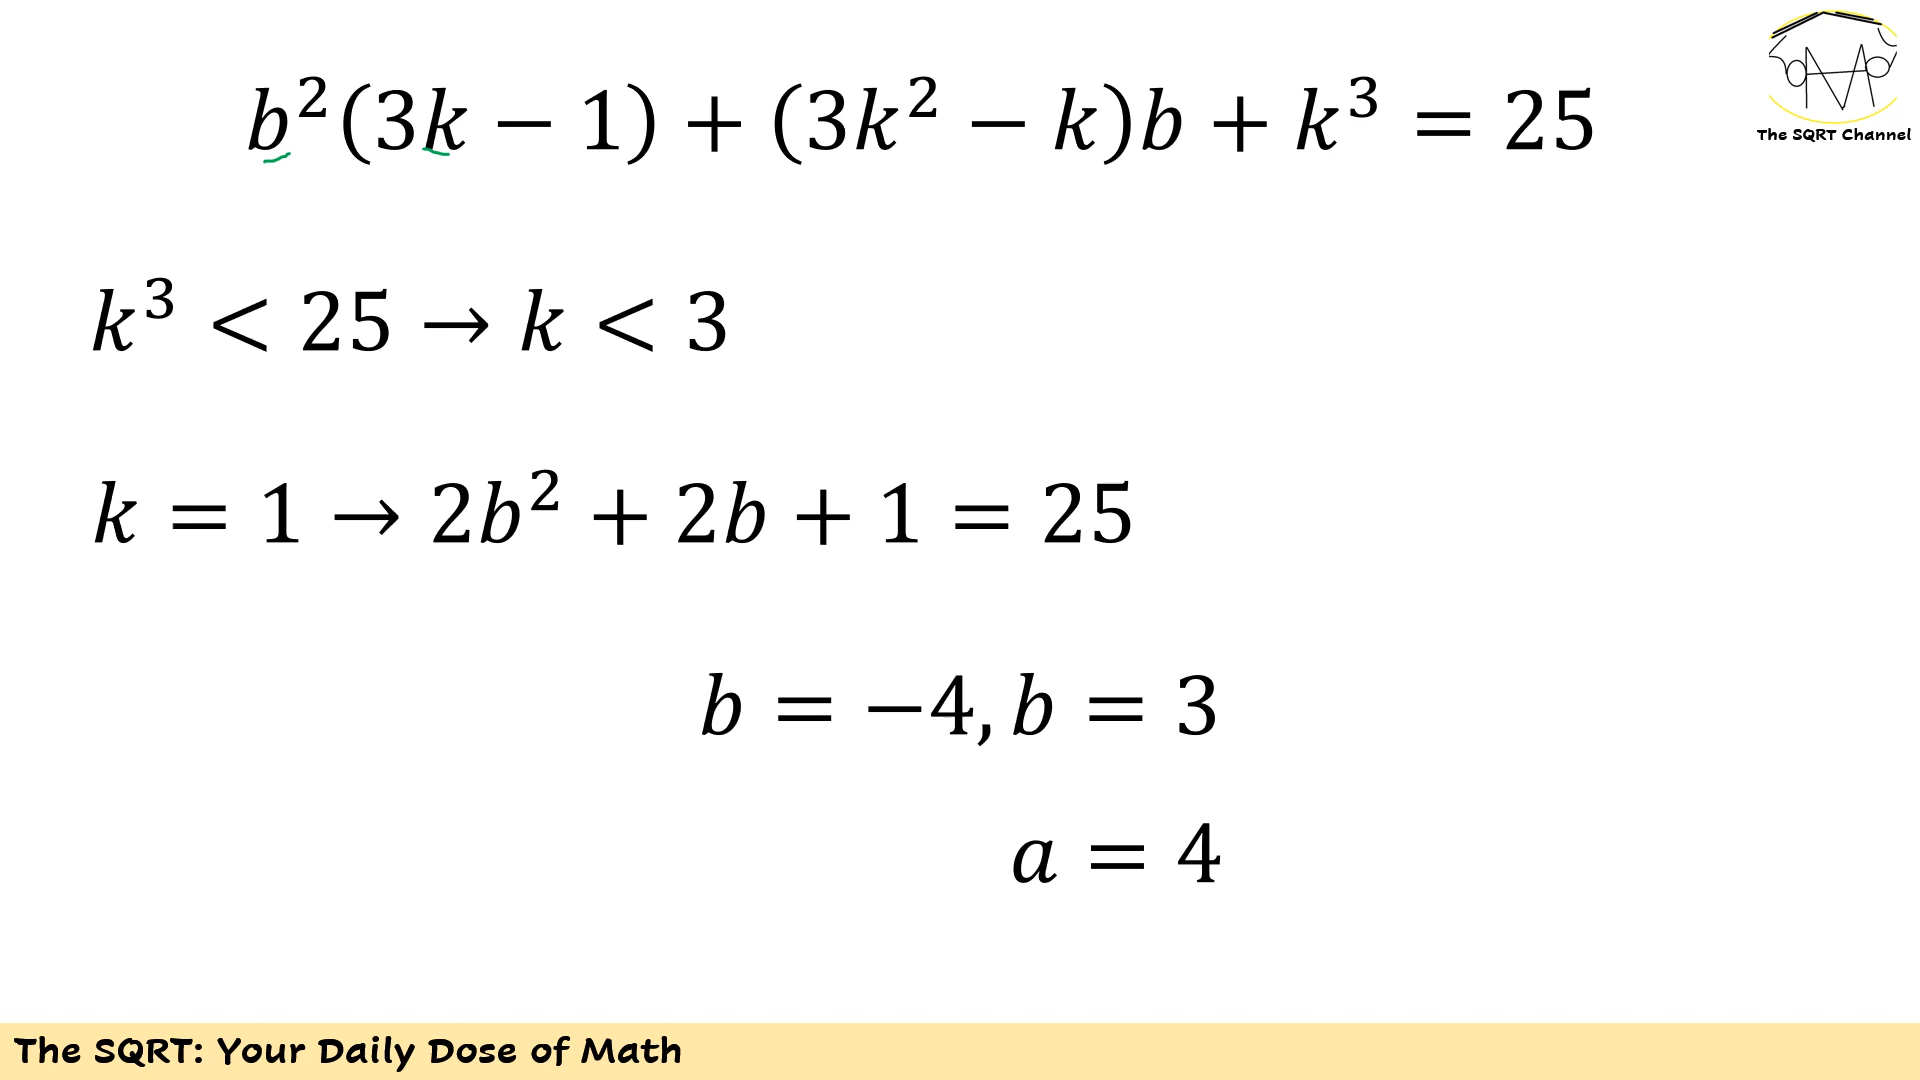 b²(3k − 1) + (3k² − k)b + k³ = 25
The SQRT Channel
k³ < 25 → k < 3
k = 1 → 2b² + 2b + 1 = 25
b = −4, b = 3
a = 4
The SQRT: Your Daily Dose of Math